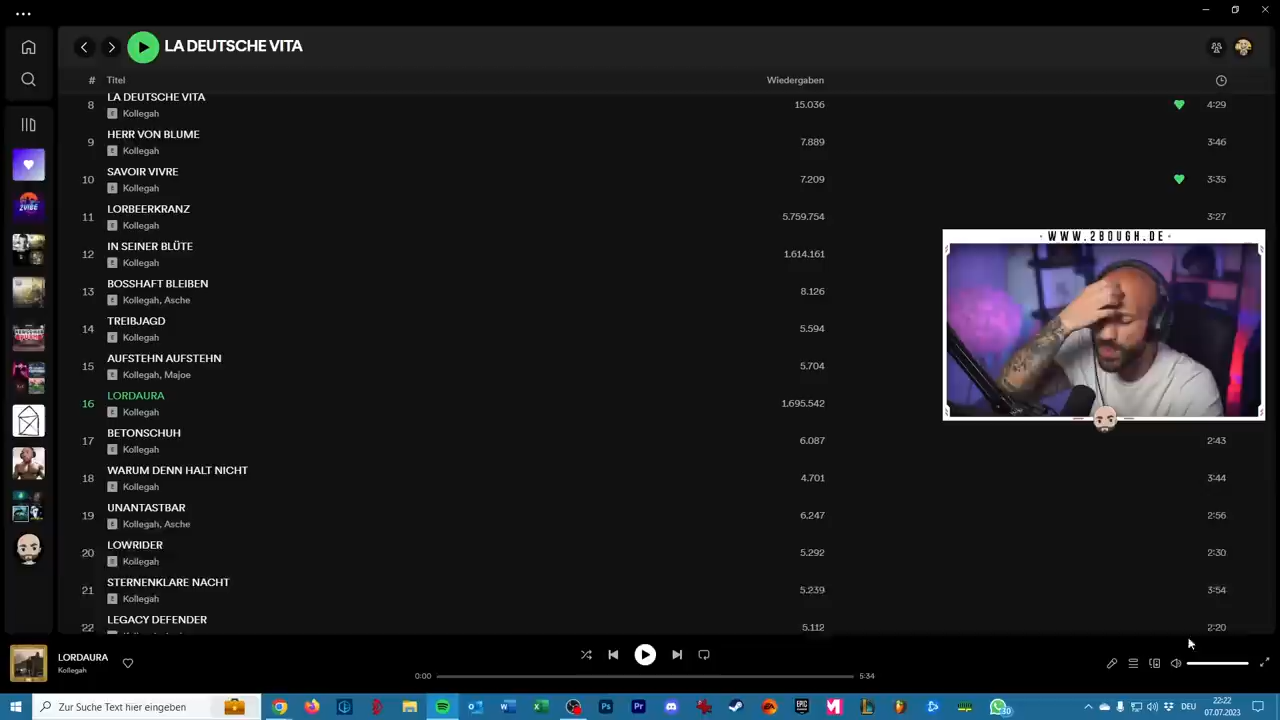 LA DEUTSCHE VITA
# Titel Wiedergaben
8 LA DEUTSCHE VITA 15.036 4:29
E Kollegah
9 HERR VON BLUME 7.889 3:46
E Kollegah
10 SAVOIR VIVRE 7.209 3:35
E Kollegah
11 LORBEERKRANZ 5.759.754 3:27
E Kollegah
· WWW.2BOUGH.DE ·
12 IN SEINER BLÜTE 1.614.161
E Kollegah
13 BOSSHAFT BLEIBEN 8.126
E Kollegah, Asche
14 TREIBJAGD 5.594
E Kollegah
15 AUFSTEHN AUFSTEHN 5.704
E Kollegah, Majoe
16 LORDAURA 1.695.542
E Kollegah
17 BETONSCHUH 6.087 2:43
E Kollegah
18 WARUM DENN HALT NICHT 4.701 3:44
E Kollegah
19 UNANTASTBAR 6.247 2:56
E Kollegah, Asche
20 LOWRIDER 5.292 2:30
E Kollegah
21 STERNENKLARE NACHT 5.239 3:54
E Kollegah
22 LEGACY DEFENDER 5.112 2:20
LORDAURA
Kollegah
0:00 5:34
Zur Suche Text hier eingeben
DEU
22:22
07.07.2023